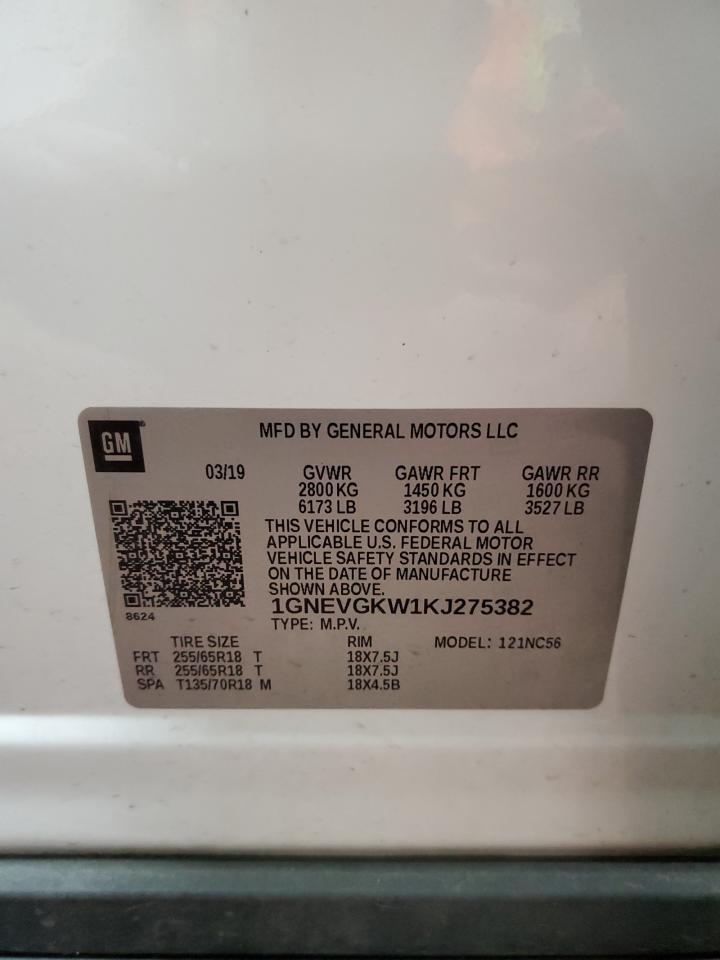 GM
MFD BY GENERAL MOTORS LLC
03/19 GVWR GAWR FRT GAWR RR
2800 KG 1450 KG 1600 KG
6173 LB 3196 LB 3527 LB
THIS VEHICLE CONFORMS TO ALL
APPLICABLE U.S. FEDERAL MOTOR
VEHICLE SAFETY STANDARDS IN EFFECT
ON THE DATE OF MANUFACTURE
SHOWN ABOVE.
1GNEVGKW1KJ275382
8624
TYPE: M.P.V.
TIRE SIZE RIM MODEL: 121NC56
FRT 255/65R18 T 18X7.5J
RR 255/65R18 T 18X7.5J
SPA T135/70R18 M 18X4.5B